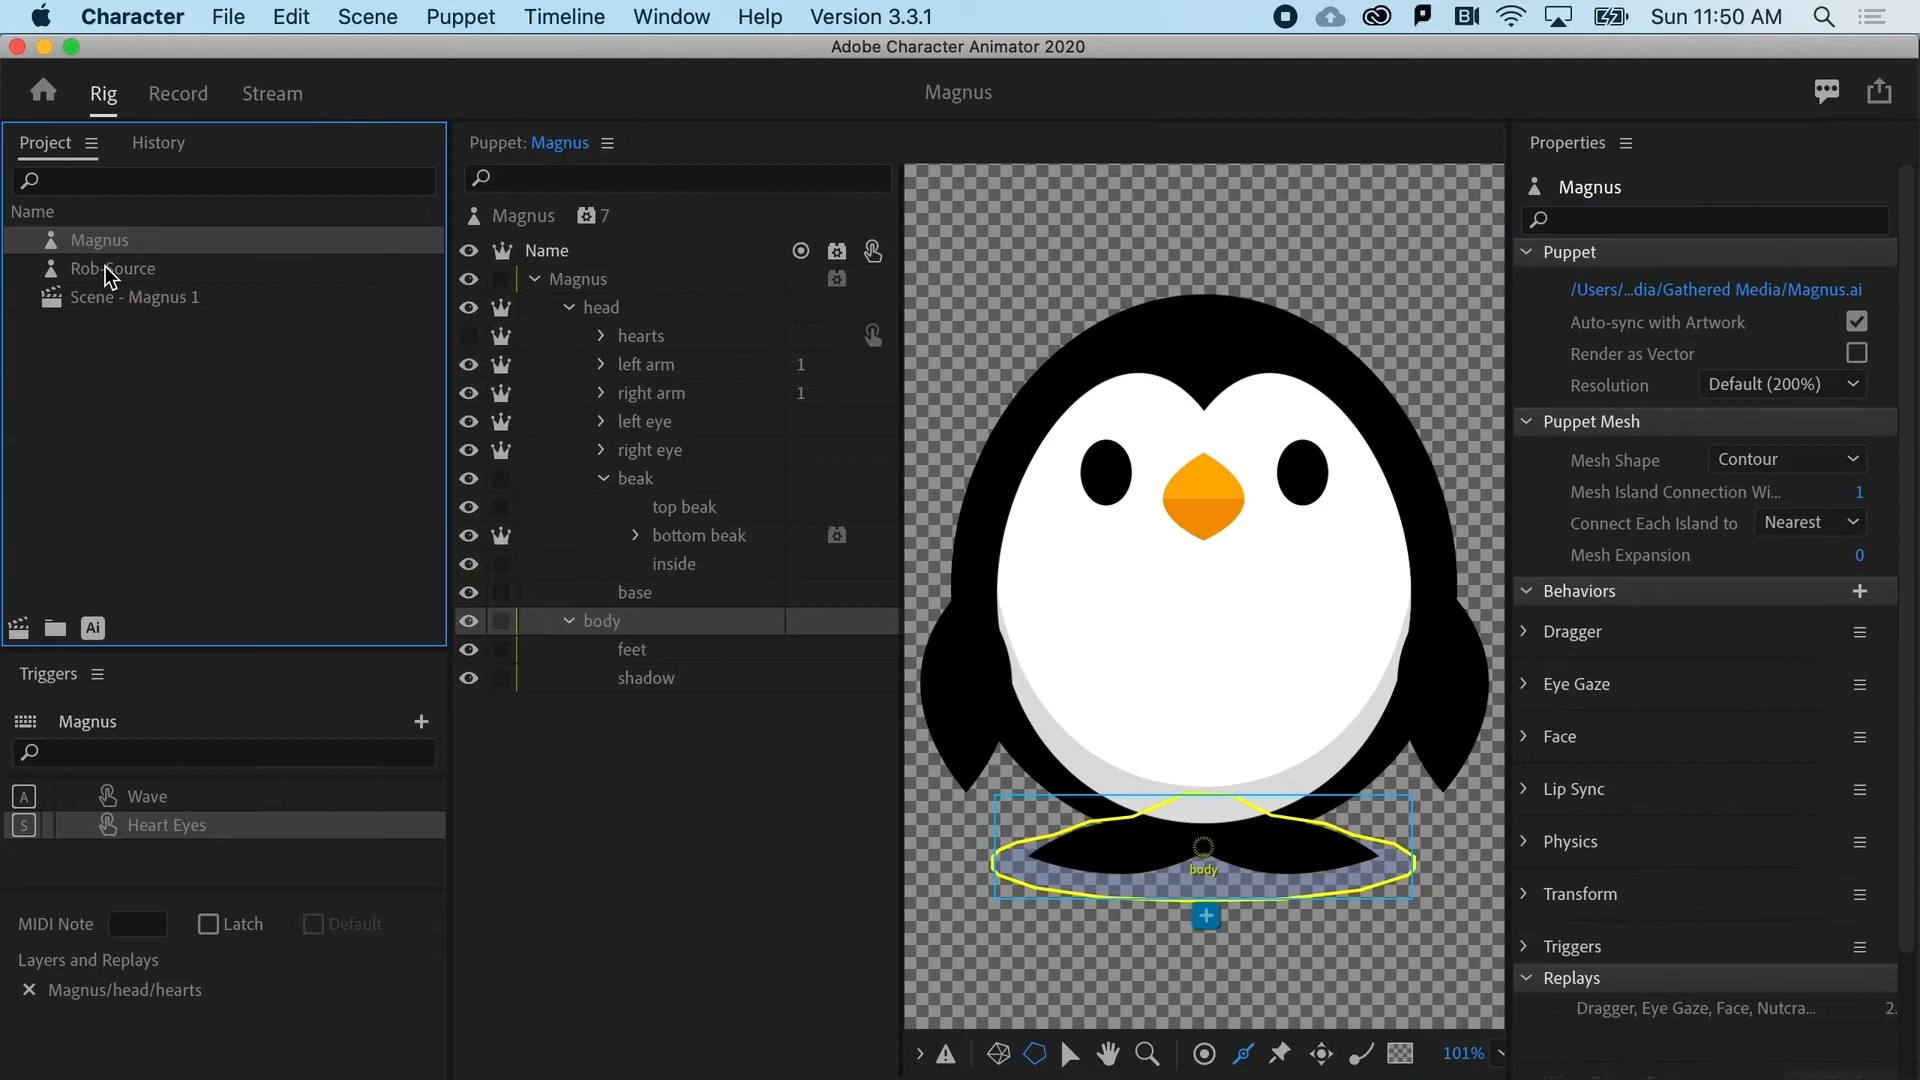 Character File Edit Scene Puppet Timeline Window Help Version 3.3.1 Sun 11:50 AM
Adobe Character Animator 2020
Rig Record Stream Magnus
Project History
Name
Magnus
Rob-Source
Scene - Magnus 1
Ai
Triggers
Magnus
A Wave
S Heart Eyes
MIDI Note Latch Default
Layers and Replays
Magnus/head/hearts
Puppet: Magnus
Magnus 7
Name
Magnus
head
hearts
left arm 1
right arm 1
left eye
right eye
beak
top beak
bottom beak
inside
base
body
feet
shadow
body
101%
Properties
Magnus
Puppet
/Users/...dia/Gathered Media/Magnus.ai
Auto-sync with Artwork
Render as Vector
Resolution Default (200%)
Puppet Mesh
Mesh Shape Contour
Mesh Island Connection Wi... 1
Connect Each Island to Nearest
Mesh Expansion 0
Behaviors
Dragger
Eye Gaze
Face
Lip Sync
Physics
Transform
Triggers
Replays
Dragger, Eye Gaze, Face, Nutcra... 2.